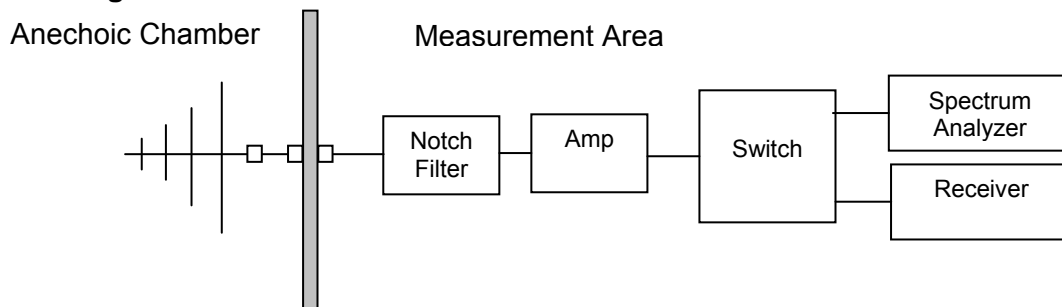 Anechoic Chamber
Measurement Area
Notch
Filter
Amp
Switch
Spectrum
Analyzer
Receiver